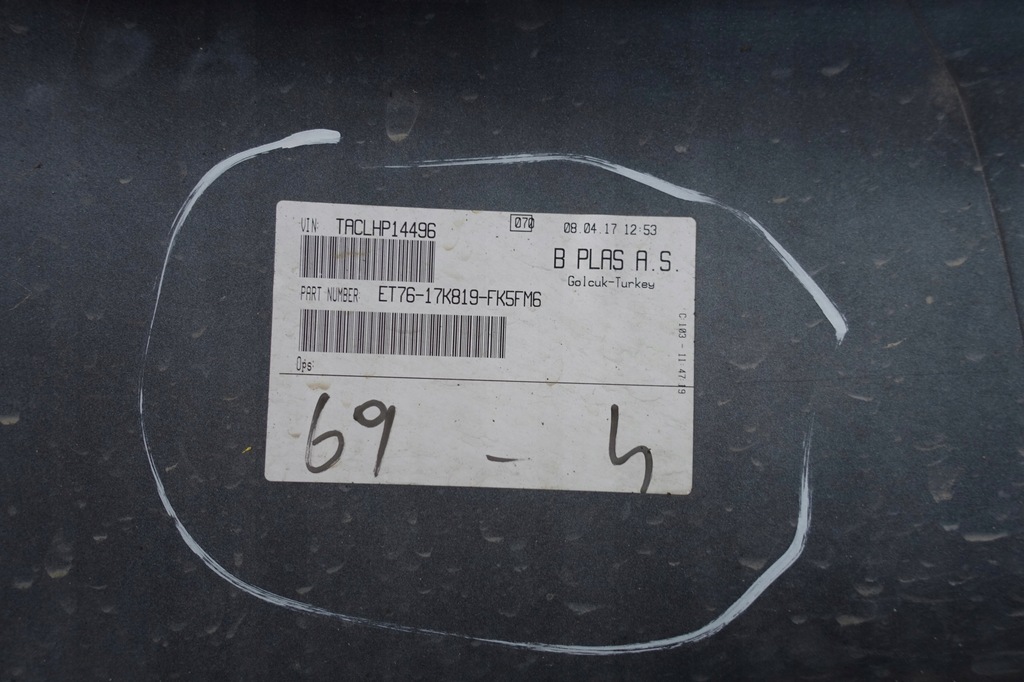 VIN: TACLHP14496 070 08.04.17 12:53
B PLAS A.S.
Golcuk-Turkey
PART NUMBER: ET76-17K819-FK5FM6
C 103 - 11:47:19
Ops:
69 - 4